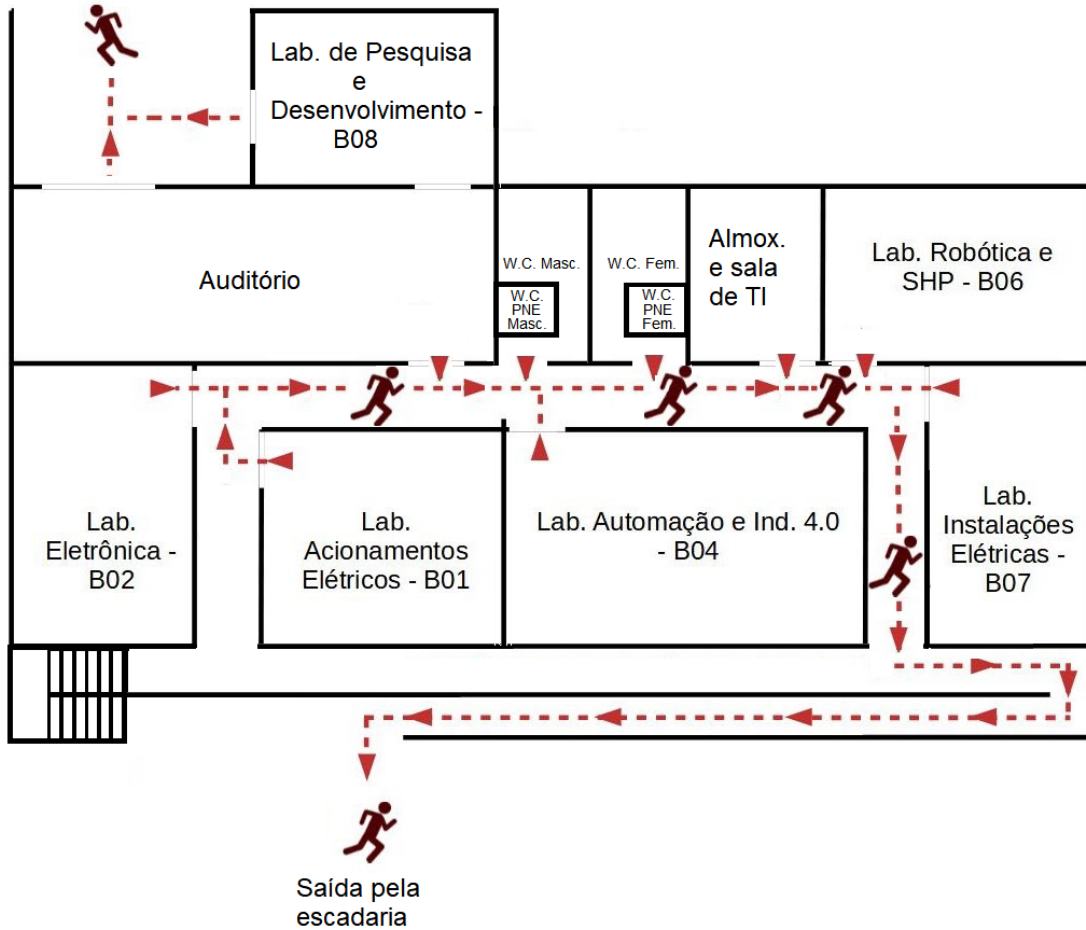 Lab. de Pesquisa
e
Desenvolvimento -
B08
Auditório
W.C. Masc.
W.C.
PNE
Masc.
W.C. Fem.
W.C.
PNE
Fem.
Almox.
e sala
de TI
Lab. Robótica e
SHP - B06
Lab.
Eletrônica -
B02
Lab.
Acionamentos
Elétricos - B01
Lab. Automação e Ind. 4.0
- B04
Lab.
Instalações
Elétricas -
B07
Saída pela
escadaria